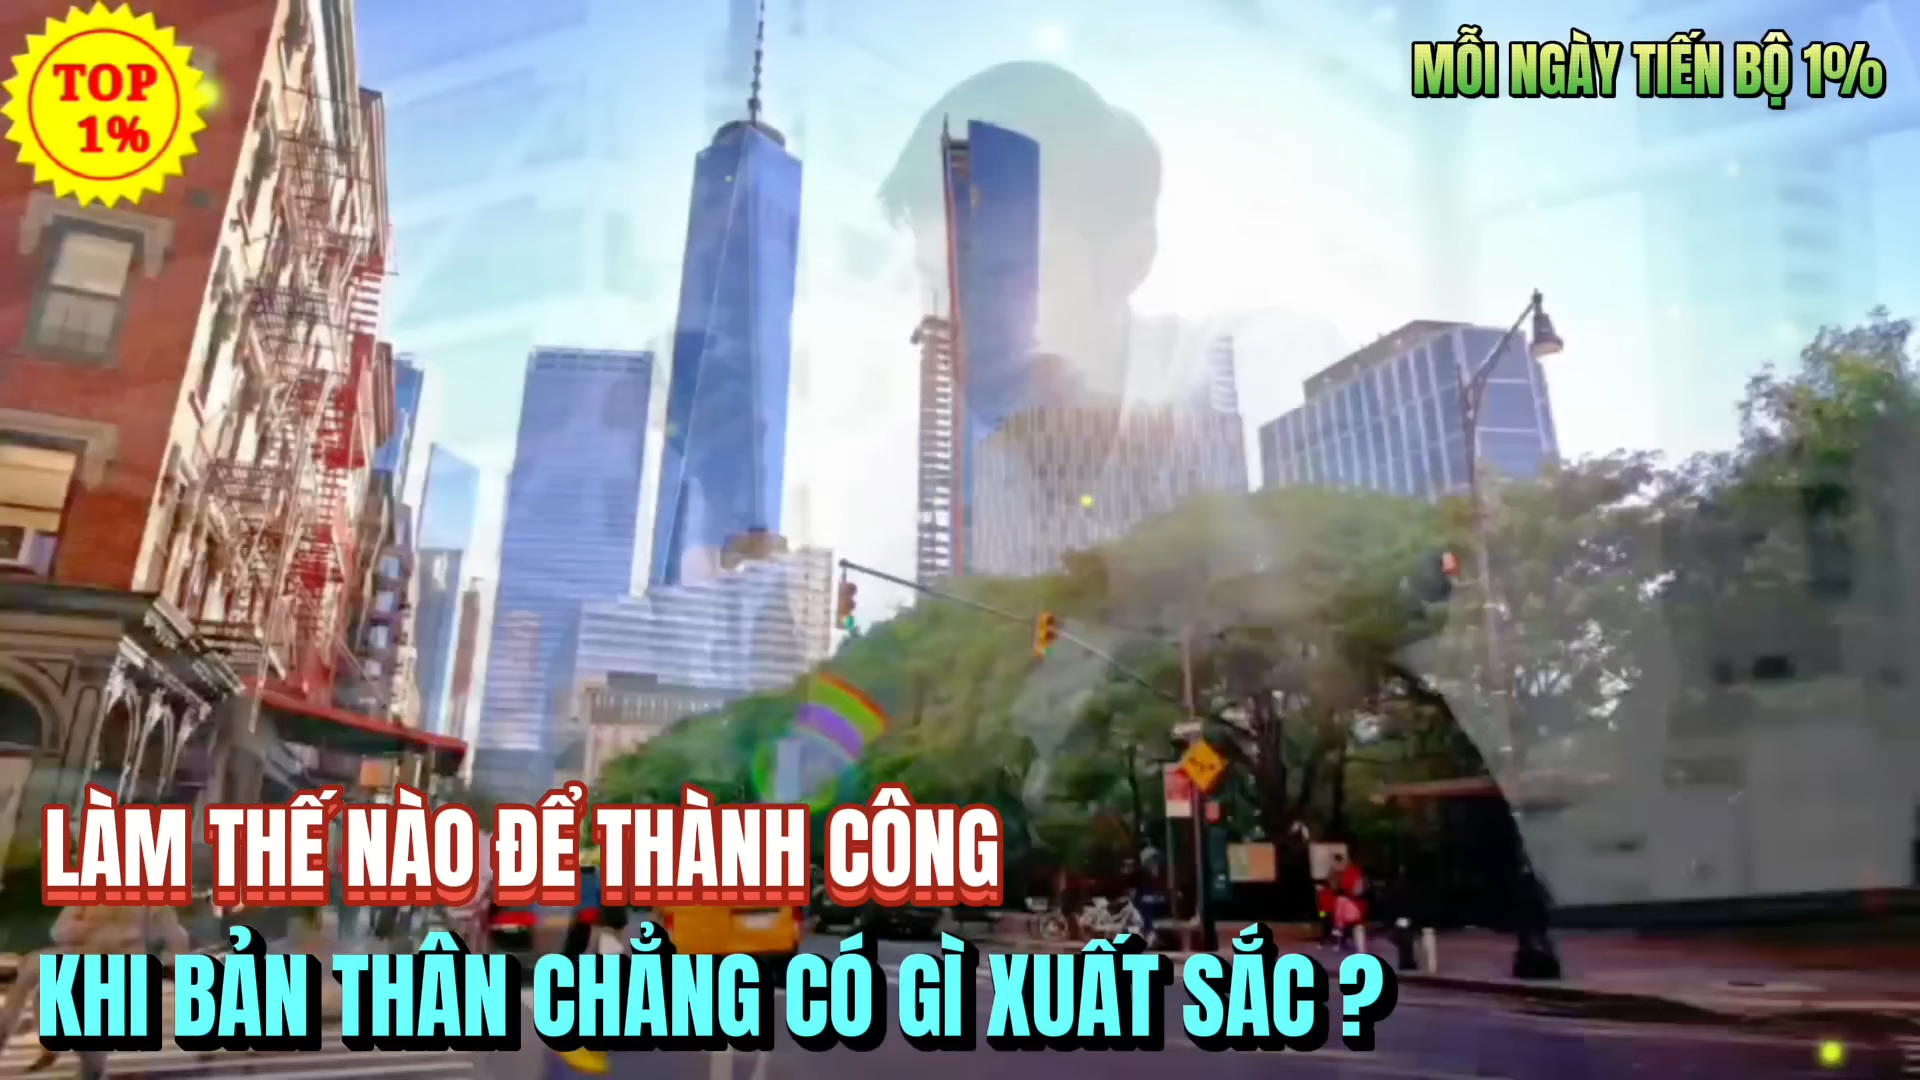 TOP
1%
MỖI NGÀY TIẾN BỘ 1%
LÀM THẾ NÀO ĐỂ THÀNH CÔNG
KHI BẢN THÂN CHẲNG CÓ GÌ XUẤT SẮC ?